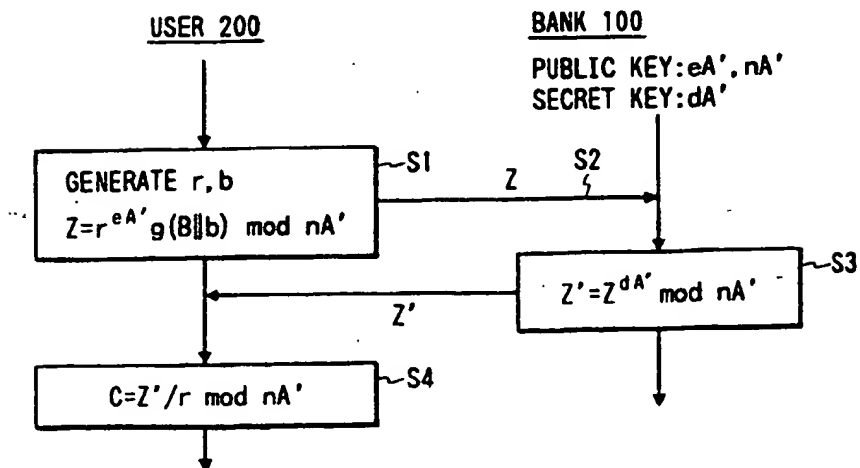 USER 200
BANK 100
PUBLIC KEY:eA',nA'
SECRET KEY:dA'
S1
GENERATE r,b
Z=r^eA' g(B||b) mod nA'
Z
S2
S3
Z'=Z^dA' mod nA'
Z'
S4
C=Z'/r mod nA'